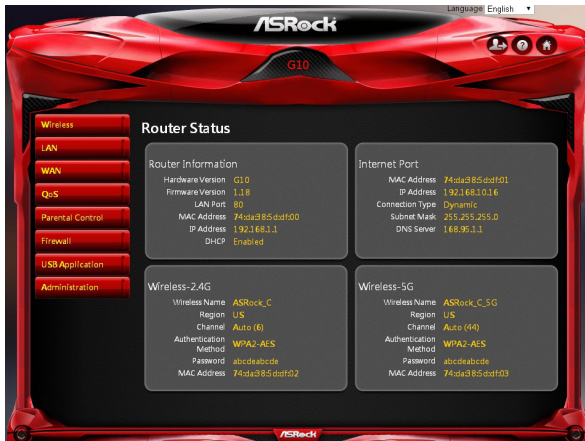 Language English
ASRock
G10
Wireless
LAN
WAN
QoS
Parental Control
Firewall
USB Application
Administration
Router Status
Router Information
Hardware Version G10
Firmware Version 1.18
LAN Port 80
MAC Address 74:da:38:5d:df:00
IP Address 192.168.1.1
DHCP Enabled
Internet Port
MAC Address 74:da:38:5d:df:01
IP Address 192.168.10.16
Connection Type Dynamic
Subnet Mask 255.255.255.0
DNS Server 168.95.1.1
Wireless-2.4G
Wireless Name ASRock_C
Region US
Channel Auto (6)
Authentication
Method WPA2-AES
Password abcdeabcde
MAC Address 74:da:38:5d:df:02
Wireless-5G
Wireless Name ASRock_C_5G
Region US
Channel Auto (44)
Authentication
Method WPA2-AES
Password abcdeabcde
MAC Address 74:da:38:5d:df:03
ASRock